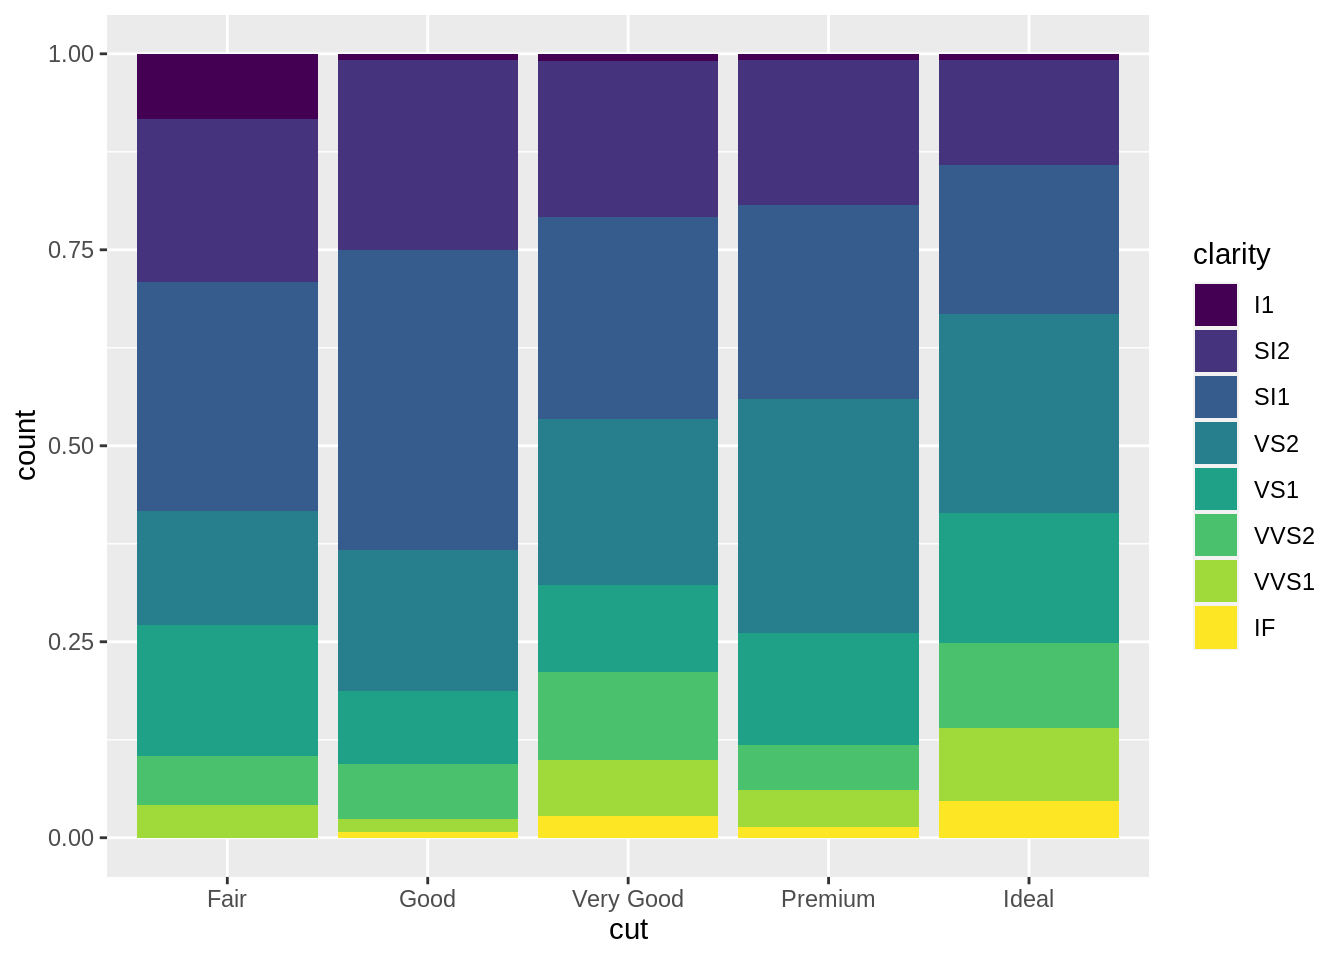 1.00
0.75
0.50
0.25
0.00
count
Fair
Good
Very Good
Premium
Ideal
cut
clarity
I1
SI2
SI1
VS2
VS1
VVS2
VVS1
IF